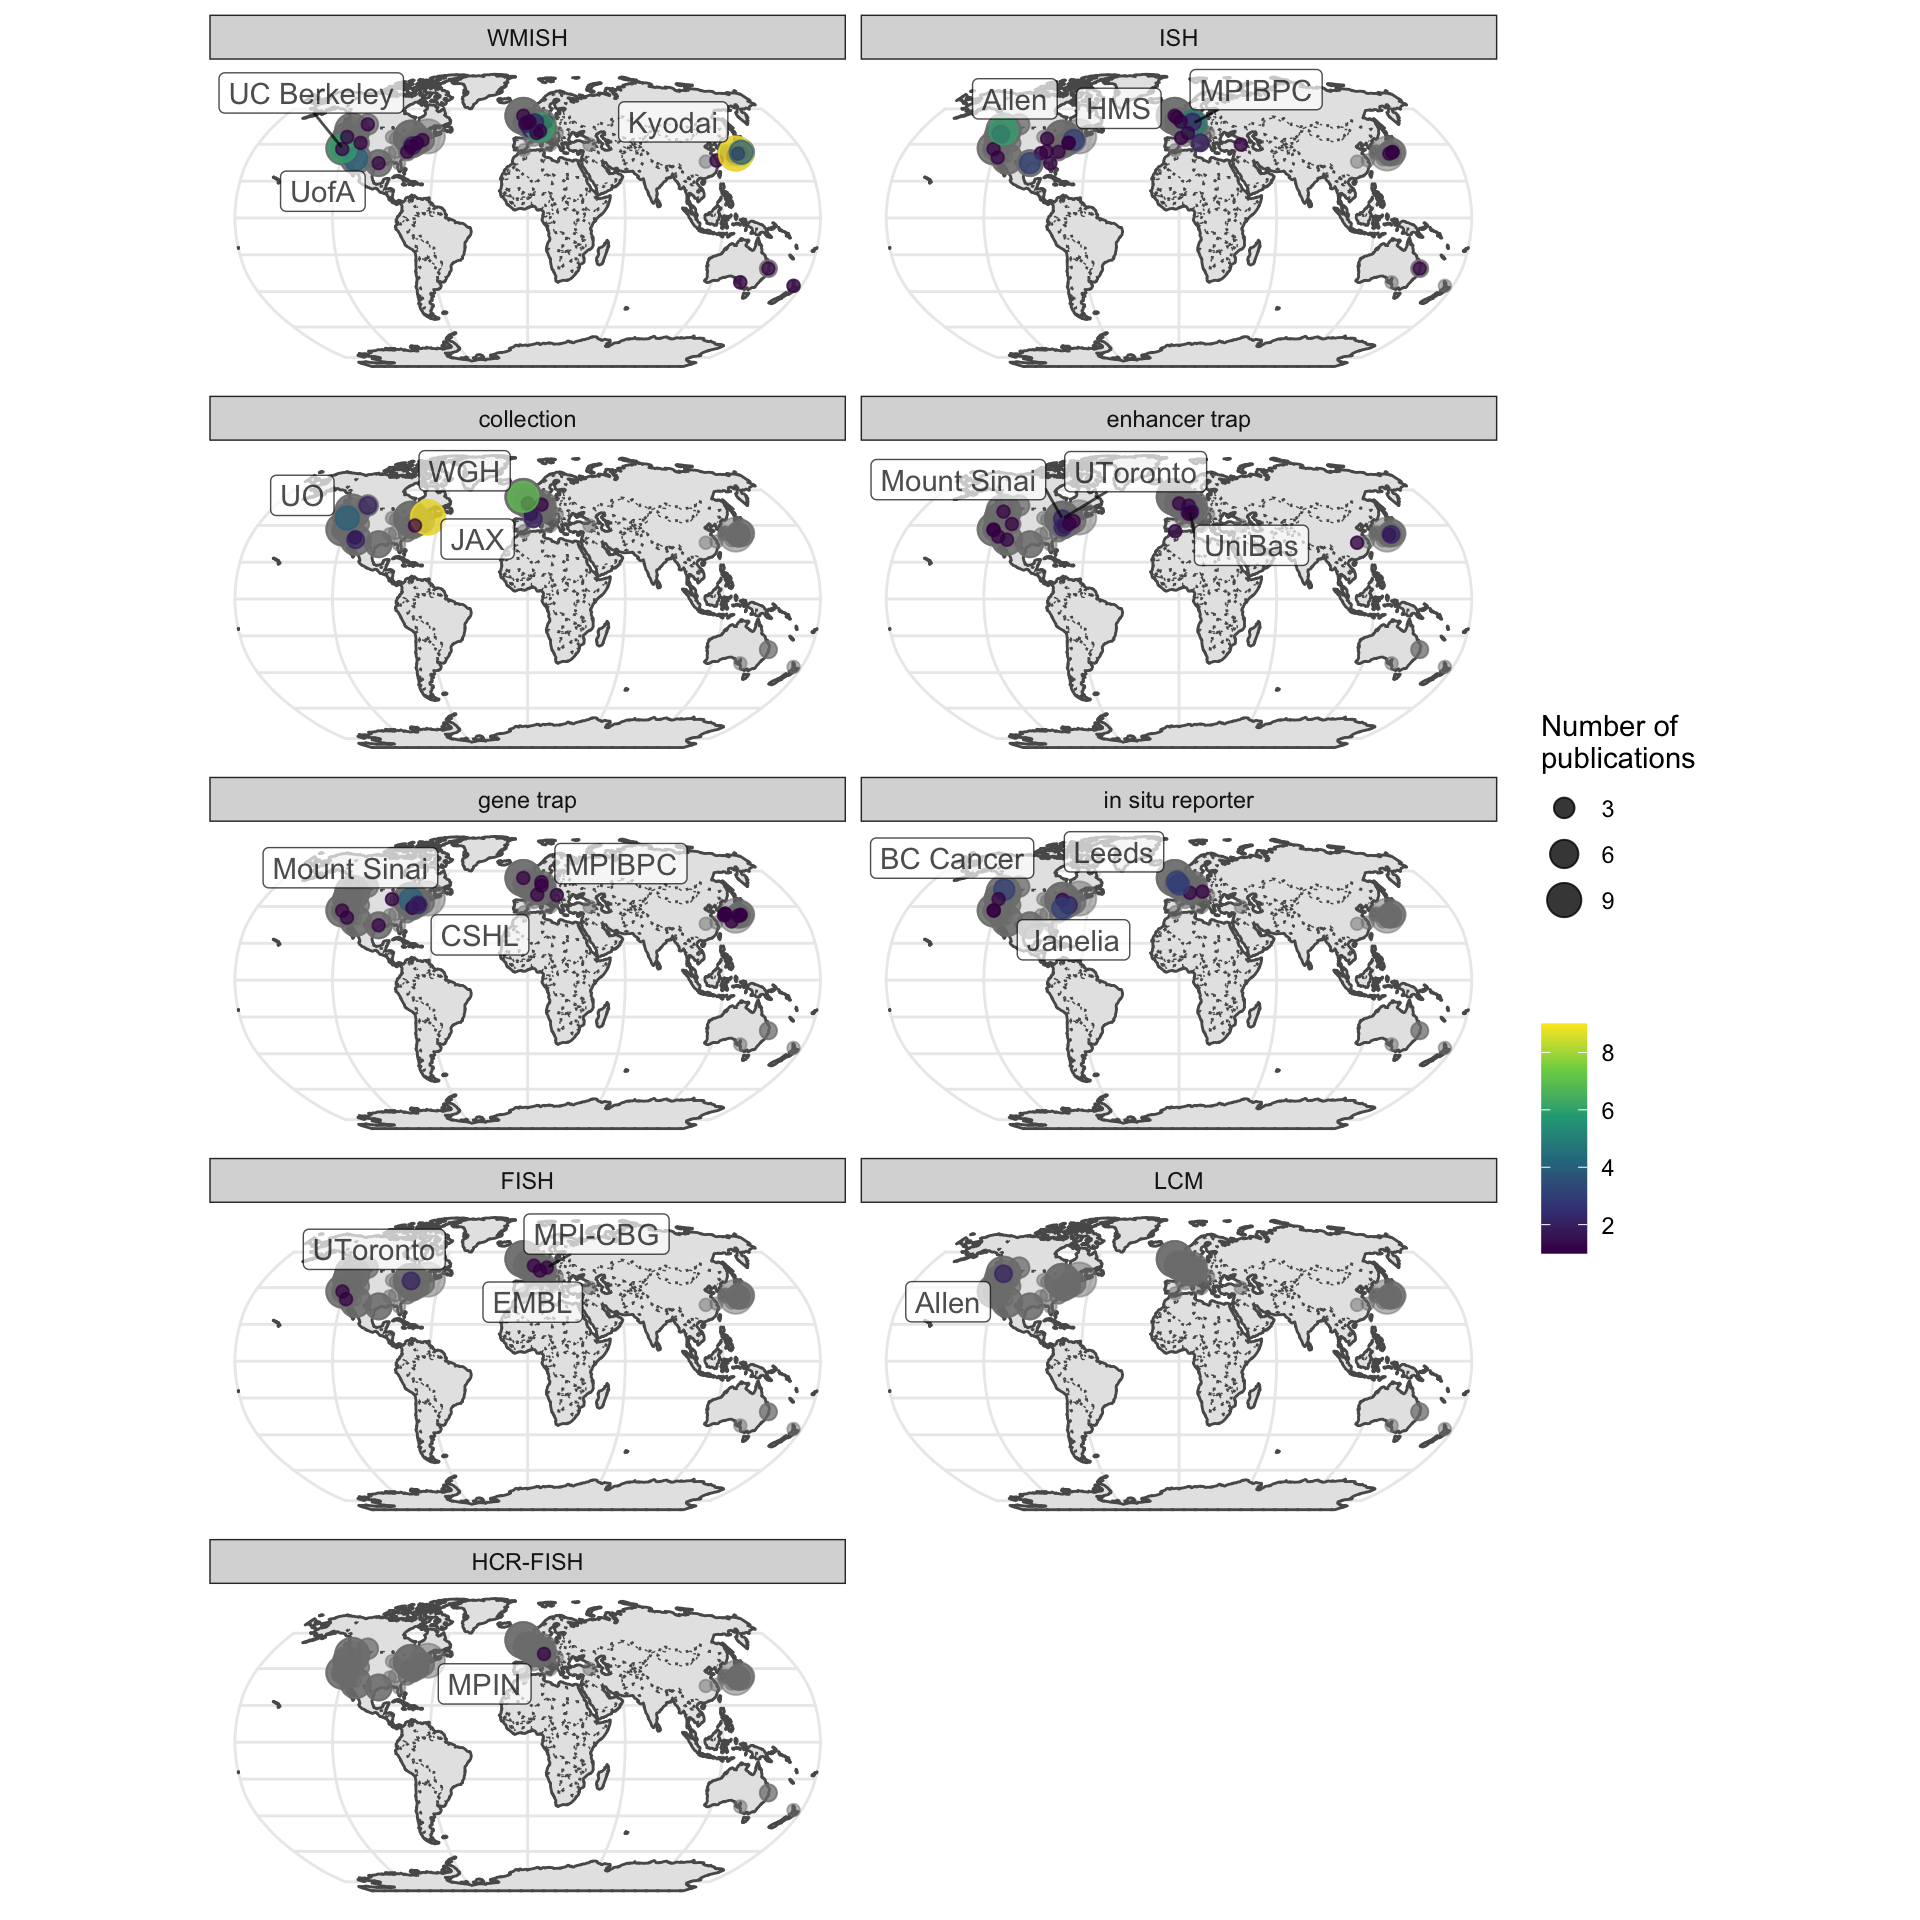 WMISH
ISH
UC Berkeley
Kyodai
UofA
Allen
HMS
MPIBPC
collection
enhancer trap
UO
WGH
JAX
Mount Sinai
UToronto
UniBas
gene trap
in situ reporter
Mount Sinai
MPIBPC
CSHL
BC Cancer
Leeds
Janelia
FISH
LCM
UToronto
MPI-CBG
EMBL
Allen
HCR-FISH
MPIN
Number of
publications
3
6
9
8
6
4
2